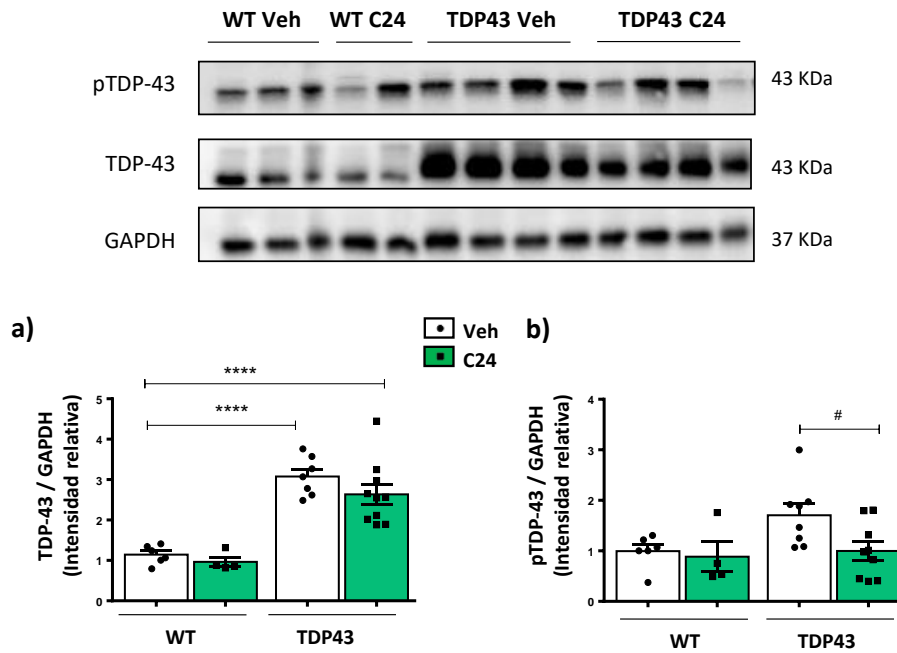 WT Veh WT C24 TDP43 Veh TDP43 C24
pTDP-43 43 KDa
TDP-43 43 KDa
GAPDH 37 KDa
a) Veh b)
C24
TDP-43 / GAPDH
(Intensidad relativa)
5
4
3
2
1
0
****
****
WT TDP43
pTDP-43 / GAPDH
(Intensidad relativa)
4
3
2
1
0
#
WT TDP43